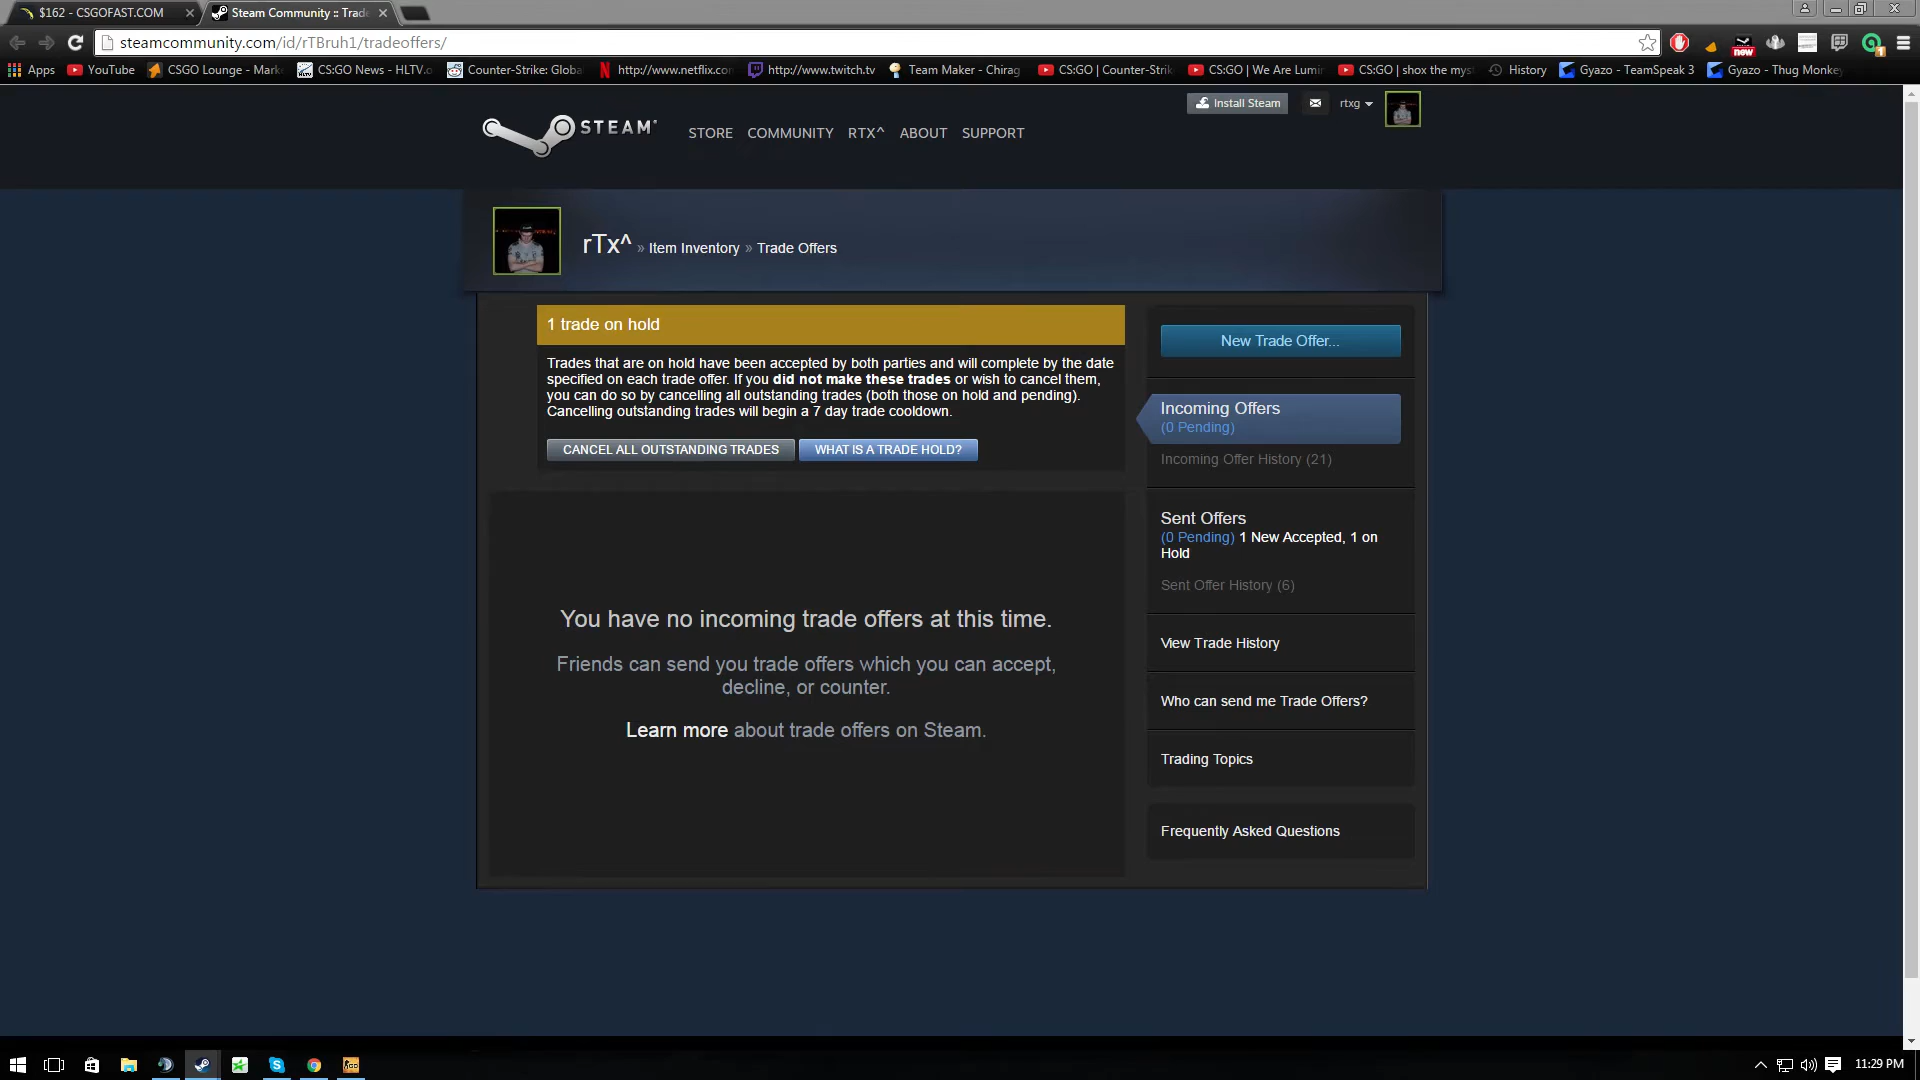 $162 - CSGOFAST.COM
Steam Community :: Trade
steamcommunity.com/id/rTBruh1/tradeoffers/
new
1
Apps
YouTube
CSGO Lounge - Mark
CS:GO News - HLTV.o
Counter-Strike: Globa
http://www.netflix.con
http://www.twitch.tv
Team Maker - Chirag
CS:GO | Counter-Strik
CS:GO | We Are Lumi
CS:GO | shox the mys
History
Gyazo - TeamSpeak 3
Gyazo - Thug Monkey
Install Steam
rtxg
STEAM
STORE COMMUNITY RTX^ ABOUT SUPPORT
rTx^ » Item Inventory » Trade Offers
1 trade on hold
Trades that are on hold have been accepted by both parties and will complete by the date
specified on each trade offer. If you did not make these trades or wish to cancel them,
you can do so by cancelling all outstanding trades (both those on hold and pending).
Cancelling outstanding trades will begin a 7 day trade cooldown.
CANCEL ALL OUTSTANDING TRADES
WHAT IS A TRADE HOLD?
You have no incoming trade offers at this time.
Friends can send you trade offers which you can accept,
decline, or counter.
Learn more about trade offers on Steam.
New Trade Offer...
Incoming Offers
(0 Pending)
Incoming Offer History (21)
Sent Offers
(0 Pending) 1 New Accepted, 1 on
Hold
Sent Offer History (6)
View Trade History
Who can send me Trade Offers?
Trading Topics
Frequently Asked Questions
11:29 PM